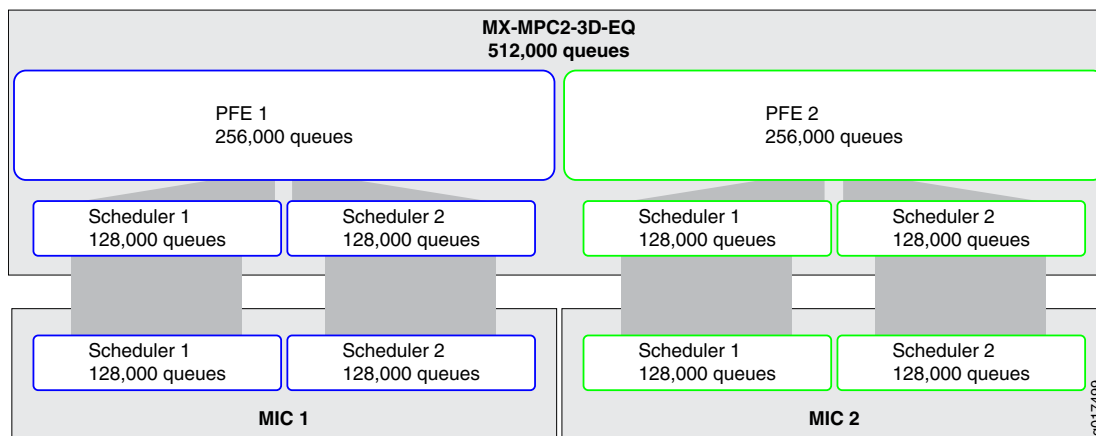 MX-MPC2-3D-EQ
512,000 queues
PFE 1
256,000 queues
PFE 2
256,000 queues
Scheduler 1
128,000 queues
Scheduler 2
128,000 queues
Scheduler 1
128,000 queues
Scheduler 2
128,000 queues
Scheduler 1
128,000 queues
Scheduler 2
128,000 queues
Scheduler 1
128,000 queues
Scheduler 2
128,000 queues
MIC 1
MIC 2